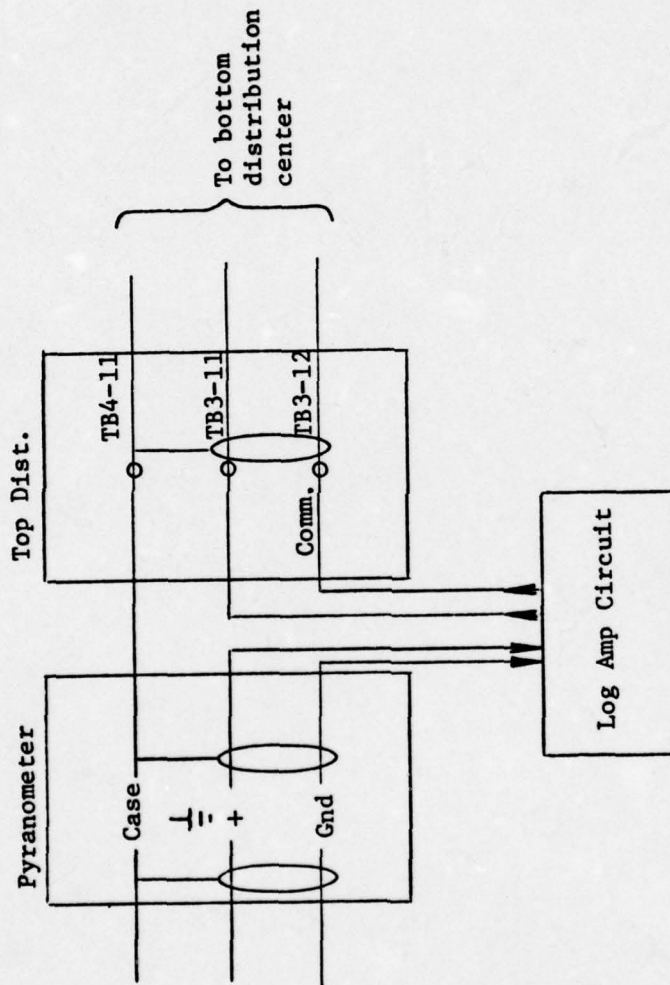 Pyranometer
Case
+
Gnd
Top Dist.
TB4-11
TB3-11
TB3-12
Comm.
To bottom
distribution
center
Log Amp Circuit